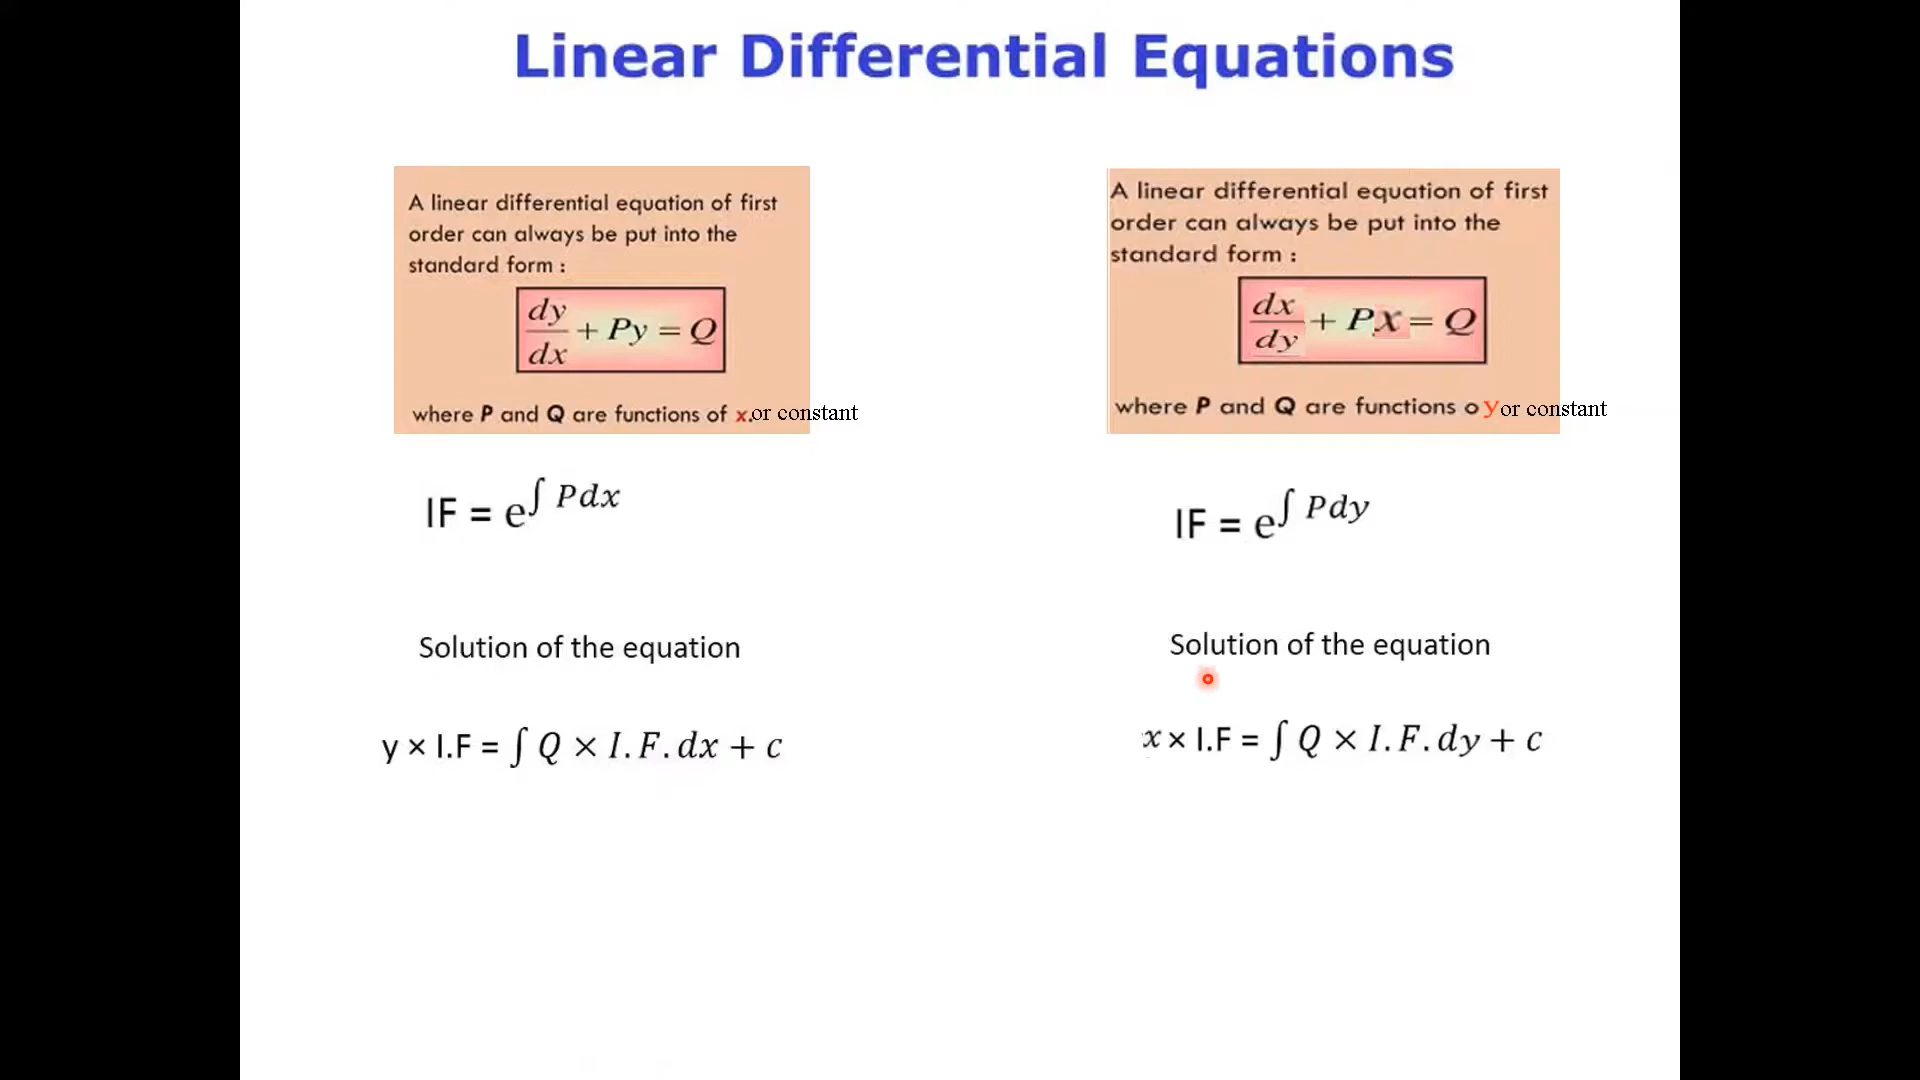 Linear Differential Equations
A linear differential equation of first
order can always be put into the
standard form :
dy/dx + Py = Q
where P and Q are functions of x.or constant
IF = e^∫ Pdx
Solution of the equation
y × I.F = ∫ Q × I.F.dx + c
A linear differential equation of first
order can always be put into the
standard form :
dx/dy + Px = Q
where P and Q are functions o y or constant
IF = e^∫ Pdy
Solution of the equation
x × I.F = ∫ Q × I.F.dy + c